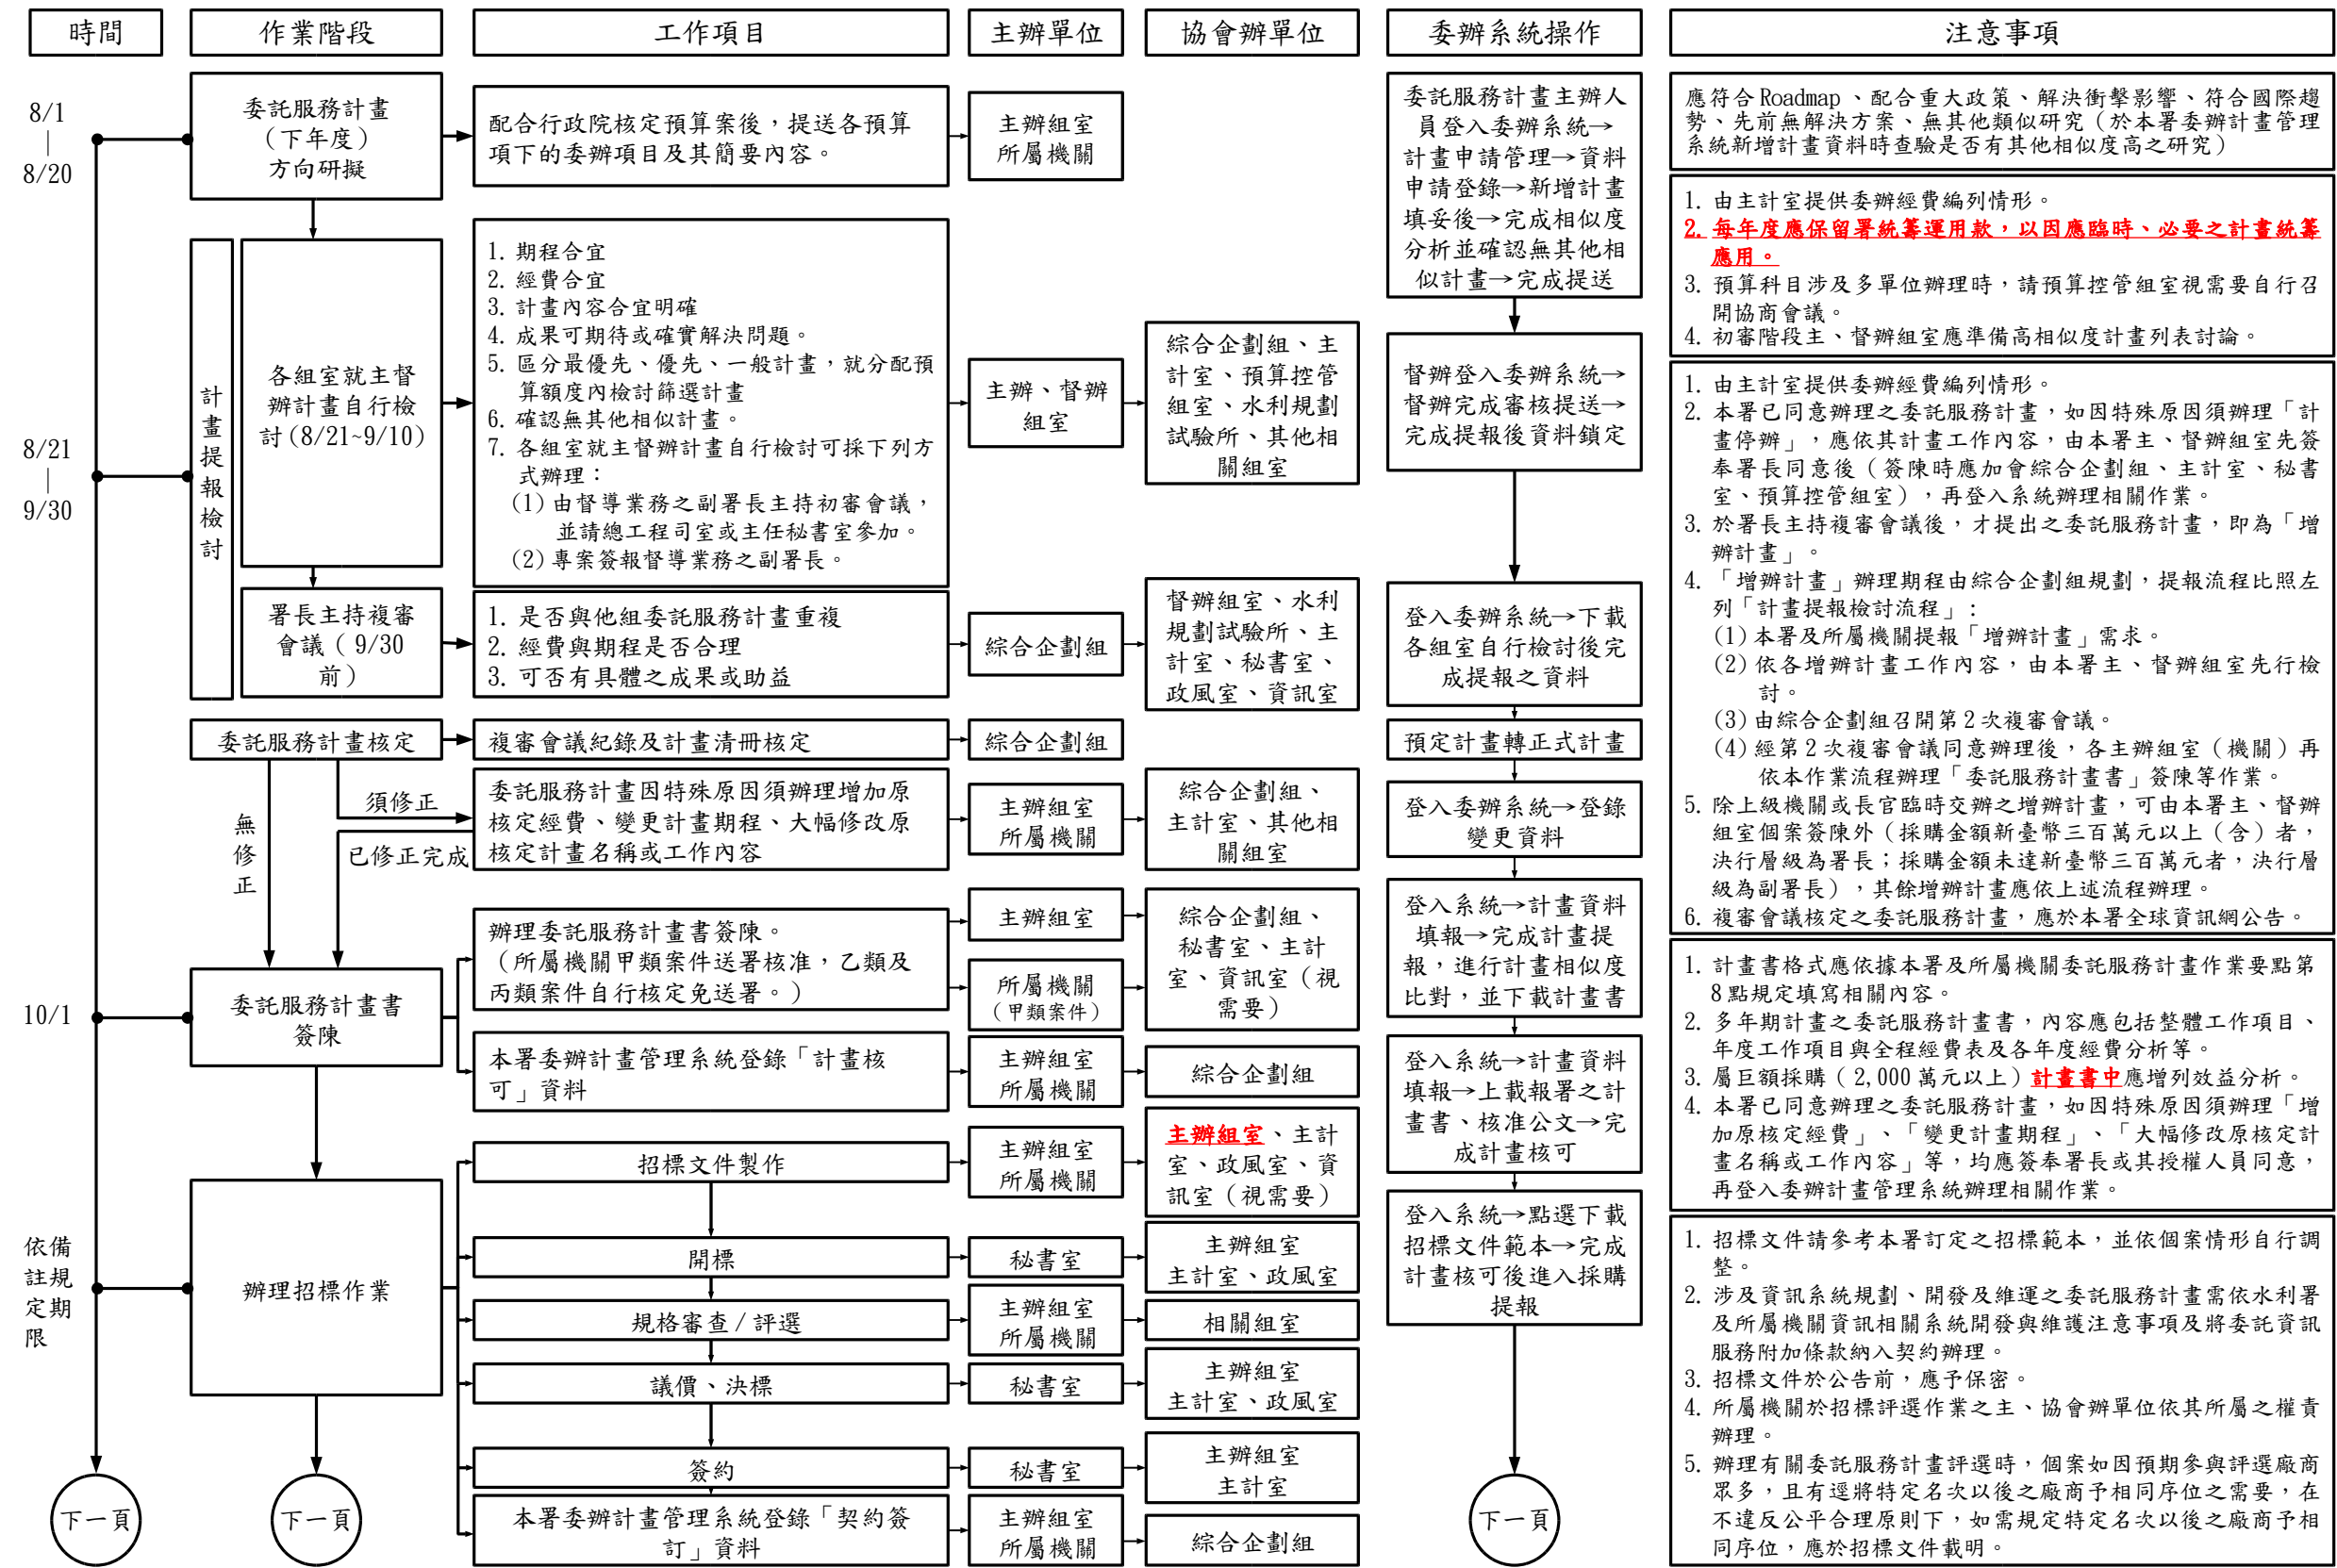 時間
作業階段
工作項目
主辦單位
協會辦單位
委辦系統操作
注意事項
8/1
|
8/20
委託服務計畫
(下年度)
方向研擬
配合行政院核定預算案後，提送各預算
項下的委辦項目及其簡要內容。
主辦組室
所屬機關
委託服務計畫主辦人
員登入委辦系統→
計畫申請管理→資料
申請登錄→新增計畫
填妥後→完成相似度
分析並確認無其他相
似計畫→完成提送
應符合Roadmap、配合重大政策、解決衝擊影響、符合國際趨
勢、先前無解決方案、無其他類似研究（於本署委辦計畫管理
系統新增計畫資料時查驗是否有其他相似度高之研究）
1. 由主計室提供委辦經費編列情形。
2. 每年度應保留署統籌運用款，以因應臨時、必要之計畫統籌
應用。
3. 預算科目涉及多單位辦理時，請預算控管組室視需要自行召
開協商會議。
4. 初審階段主、督辦組室應準備高相似度計畫列表討論。
8/21
|
9/30
計
畫
提
報
檢
討
各組室就主督
辦計畫自行檢
討(8/21~9/10)
1. 期程合宜
2. 經費合宜
3. 計畫內容合宜明確
4. 成果可期待或確實解決問題。
5. 區分最優先、優先、一般計畫，就分配預
算額度內檢討篩選計畫
6. 確認無其他相似計畫。
7. 各組室就主督辦計畫自行檢討可採下列方
式辦理：
(1)由督導業務之副署長主持初審會議，
並請總工程司室或主任秘書室參加。
(2)專案簽報督導業務之副署長。
主辦、督辦
組室
綜合企劃組、主
計室、預算控管
組室、水利規劃
試驗所、其他相
關組室
督辦登入委辦系統→
督辦完成審核提送→
完成提報後資料鎖定
1. 由主計室提供委辦經費編列情形。
2. 本署已同意辦理之委託服務計畫，如因特殊原因須辦理「計
畫停辦」，應依其計畫工作內容，由本署主、督辦組室先簽
奉署長同意後（簽陳時應加會綜合企劃組、主計室、秘書
室、預算控管組室），再登入系統辦理相關作業。
3. 於署長主持複審會議後，才提出之委託服務計畫，即為「增
辦計畫」。
4. 「增辦計畫」辦理期程由綜合企劃組規劃，提報流程比照左
列「計畫提報檢討流程」：
(1)本署及所屬機關提報「增辦計畫」需求。
(2)依各增辦計畫工作內容，由本署主、督辦組室先行檢
討。
(3)由綜合企劃組召開第2次複審會議。
(4)經第2次複審會議同意辦理後，各主辦組室（機關）再
依本作業流程辦理「委託服務計畫書」簽陳等作業。
5. 除上級機關或長官臨時交辦之增辦計畫，可由本署主、督辦
組室個案簽陳外（採購金額新臺幣三百萬元以上（含）者，
決行層級為署長；採購金額未達新臺幣三百萬元者，決行層
級為副署長），其餘增辦計畫應依上述流程辦理。
6. 複審會議核定之委託服務計畫，應於本署全球資訊網公告。
署長主持複審
會議（9/30
前）
1. 是否與他組委託服務計畫重複
2. 經費與期程是否合理
3. 可否有具體之成果或助益
綜合企劃組
督辦組室、水利
規劃試驗所、主
計室、秘書室、
政風室、資訊室
登入委辦系統→下載
各組室自行檢討後完
成提報之資料
委託服務計畫核定
複審會議紀錄及計畫清冊核定
綜合企劃組
預定計畫轉正式計畫
無
修
正
須修正
已修正完成
委託服務計畫因特殊原因須辦理增加原
核定經費、變更計畫期程、大幅修改原
核定計畫名稱或工作內容
主辦組室
所屬機關
綜合企劃組、
主計室、其他相
關組室
登入委辦系統→登錄
變更資料
10/1
委託服務計畫書
簽陳
辦理委託服務計畫書簽陳。
（所屬機關甲類案件送署核准，乙類及
丙類案件自行核定免送署。）
主辦組室
所屬機關
（甲類案件）
綜合企劃組、
秘書室、主計
室、資訊室（視
需要）
登入系統→計畫資料
填報→完成計畫提
報，進行計畫相似度
比對，並下載計畫書
本署委辦計畫管理系統登錄「計畫核
可」資料
主辦組室
所屬機關
綜合企劃組
登入系統→計畫資料
填報→上載報署之計
畫書、核准公文→完
成計畫核可
1. 計畫書格式應依據本署及所屬機關委託服務計畫作業要點第
8點規定填寫相關內容。
2. 多年期計畫之委託服務計畫書，內容應包括整體工作項目、
年度工作項目與全程經費表及各年度經費分析等。
3. 屬巨額採購（2,000萬元以上）計畫書中應增列效益分析。
4. 本署已同意辦理之委託服務計畫，如因特殊原因須辦理「增
加原核定經費」、「變更計畫期程」、「大幅修改原核定計
畫名稱或工作內容」等，均應簽奉署長或其授權人員同意，
再登入委辦計畫管理系統辦理相關作業。
依備
註規
定期
限
辦理招標作業
招標文件製作
主辦組室
所屬機關
主辦組室、主計
室、政風室、資
訊室（視需要）
登入系統→點選下載
招標文件範本→完成
計畫核可後進入採購
提報
開標
秘書室
主辦組室
主計室、政風室
規格審查/評選
主辦組室
所屬機關
相關組室
議價、決標
秘書室
主辦組室
主計室、政風室
簽約
秘書室
主辦組室
主計室
本署委辦計畫管理系統登錄「契約簽
訂」資料
主辦組室
所屬機關
綜合企劃組
1. 招標文件請參考本署訂定之招標範本，並依個案情形自行調
整。
2. 涉及資訊系統規劃、開發及維運之委託服務計畫需依水利署
及所屬機關資訊相關系統開發與維護注意事項及將委託資訊
服務附加條款納入契約辦理。
3. 招標文件於公告前，應予保密。
4. 所屬機關於招標評選作業之主、協會辦單位依其所屬之權責
辦理。
5. 辦理有關委託服務計畫評選時，個案如因預期參與評選廠商
眾多，且有逕將特定名次以後之廠商予相同序位之需要，在
不違反公平合理原則下，如需規定特定名次以後之廠商予相
同序位，應於招標文件載明。
下一頁
下一頁
下一頁